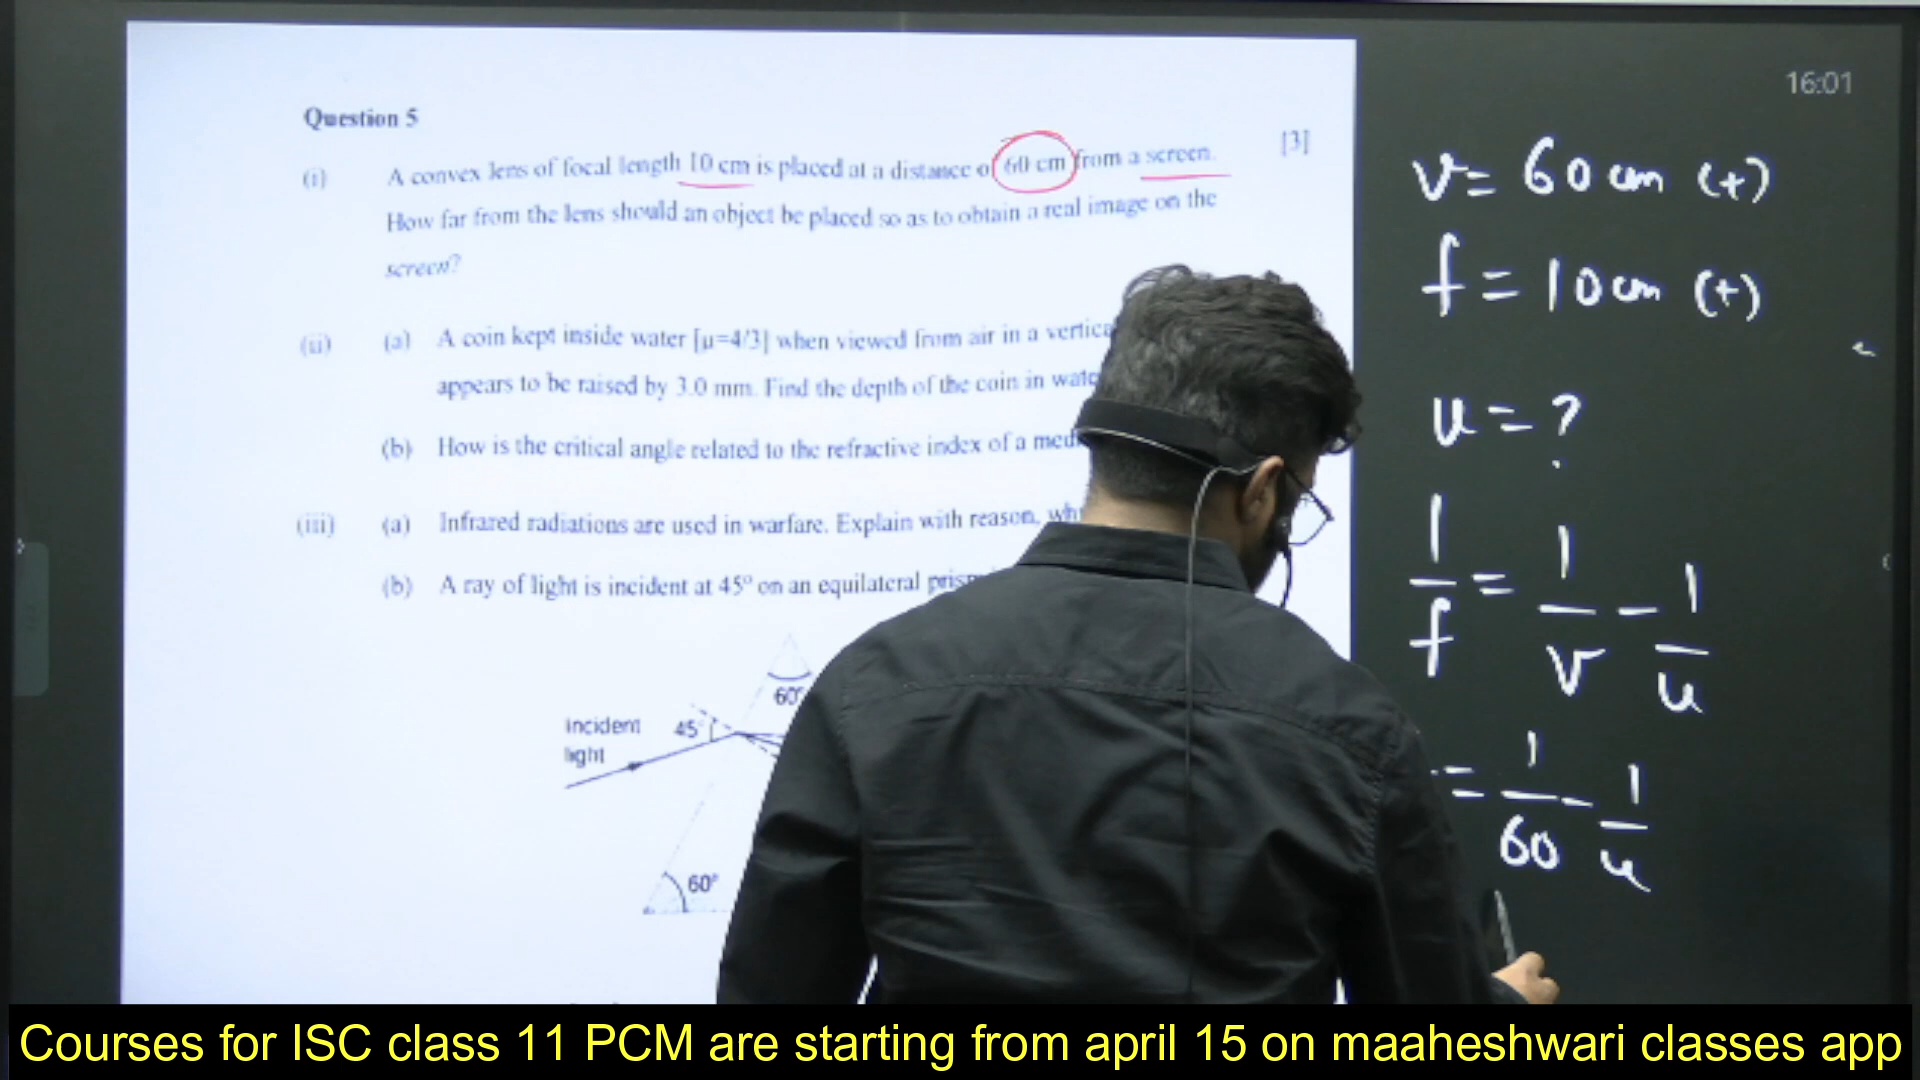 Question 5
(i) A convex lens of focal length 10 cm is placed at a distance of 60 cm from a screen. [3]
How far from the lens should an object be placed so as to obtain a real image on the
screen?
(ii) (a) A coin kept inside water [μ=4/3] when viewed from air in a vertica
appears to be raised by 3.0 mm. Find the depth of the coin in wate
(b) How is the critical angle related to the refractive index of a med
(iii) (a) Infrared radiations are used in warfare. Explain with reason, wh
(b) A ray of light is incident at 45° on an equilateral prism
60°
Incident
light
45°
60°
16:01
v = 60 cm (+)
f = 10 cm (+)
u = ?
1/f = 1/v - 1/u
= 1/60 - 1/u
Courses for ISC class 11 PCM are starting from april 15 on maaheshwari classes app